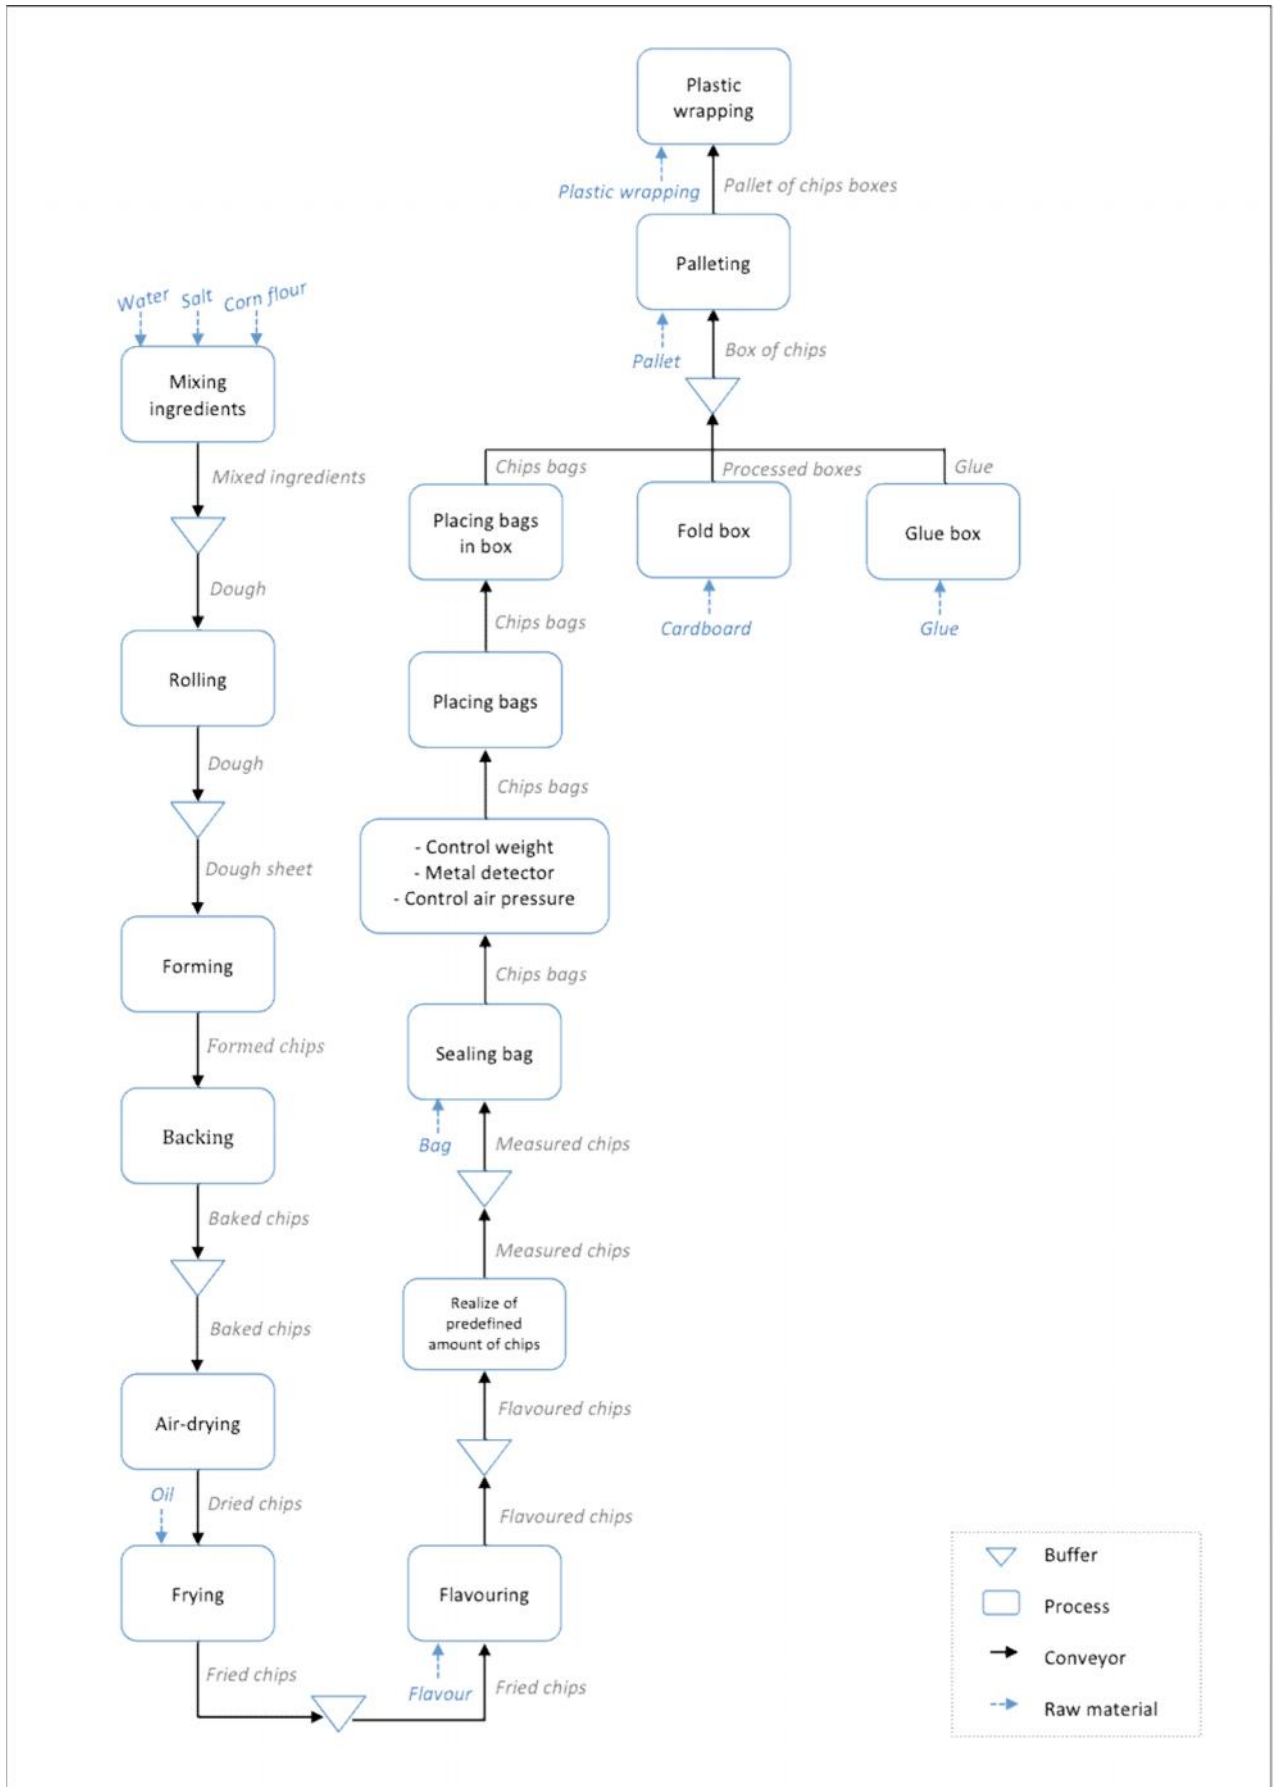 Plastic
wrapping
Plastic wrapping
Pallet of chips boxes
Palleting
Pallet
Box of chips
Water
Salt
Corn flour
Mixing
ingredients
Mixed ingredients
Dough
Rolling
Dough
Dough sheet
Forming
Formed chips
Backing
Baked chips
Baked chips
Air-drying
Oil
Dried chips
Frying
Fried chips
Flavour
Fried chips
Flavouring
Flavoured chips
Flavoured chips
Realize of
predefined
amount of chips
Measured chips
Measured chips
Bag
Sealing bag
Chips bags
- Control weight
- Metal detector
- Control air pressure
Chips bags
Placing bags
Chips bags
Placing bags
in box
Chips bags
Processed boxes
Glue
Fold box
Glue box
Cardboard
Glue
Buffer
Process
Conveyor
Raw material